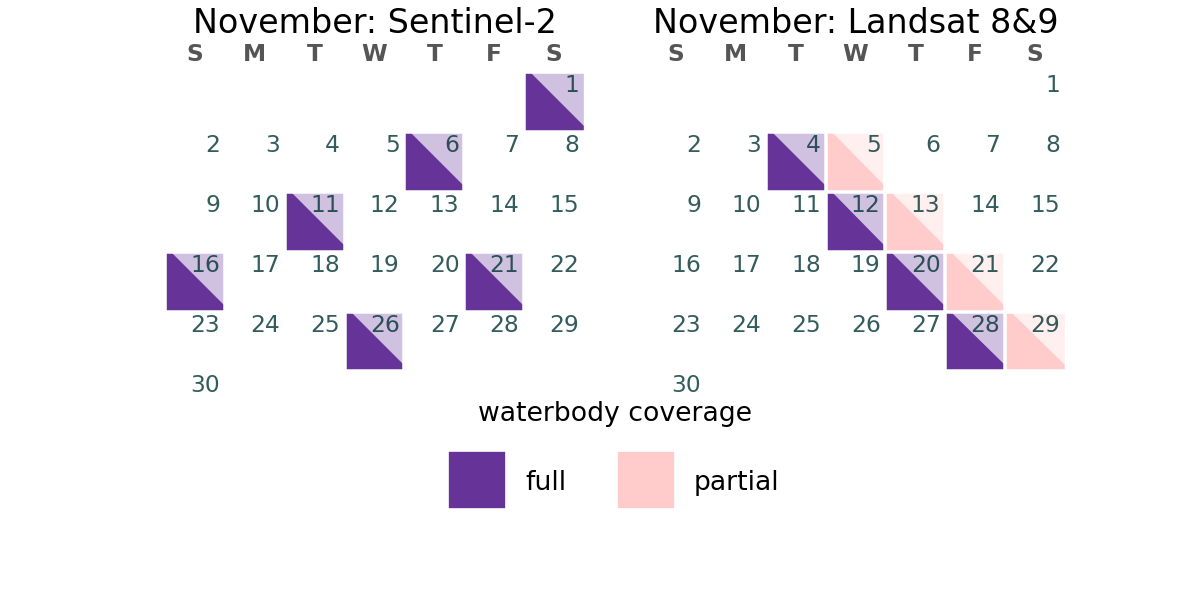 November: Sentinel-2
S M T W T F S
1
2 3 4 5 6 7 8
9 10 11 12 13 14 15
16 17 18 19 20 21 22
23 24 25 26 27 28 29
30
November: Landsat 8&9
S M T W T F S
1
2 3 4 5 6 7 8
9 10 11 12 13 14 15
16 17 18 19 20 21 22
23 24 25 26 27 28 29
30
waterbody coverage
full
partial